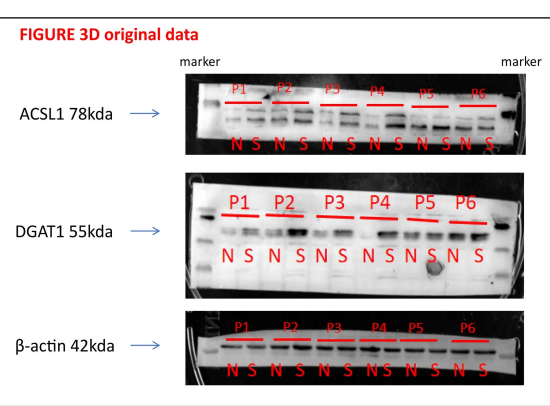 FIGURE 3D original data
marker marker
P1 P2 P3 P4 P5 P6
ACSL1 78kda
N S N S N S N S N S N S
P1 P2 P3 P4 P5 P6
DGAT1 55kda
N S N S N S N S N S N S
P1 P2 P3 P4 P5 P6
β-actin 42kda
N S N S N S N S N S N S